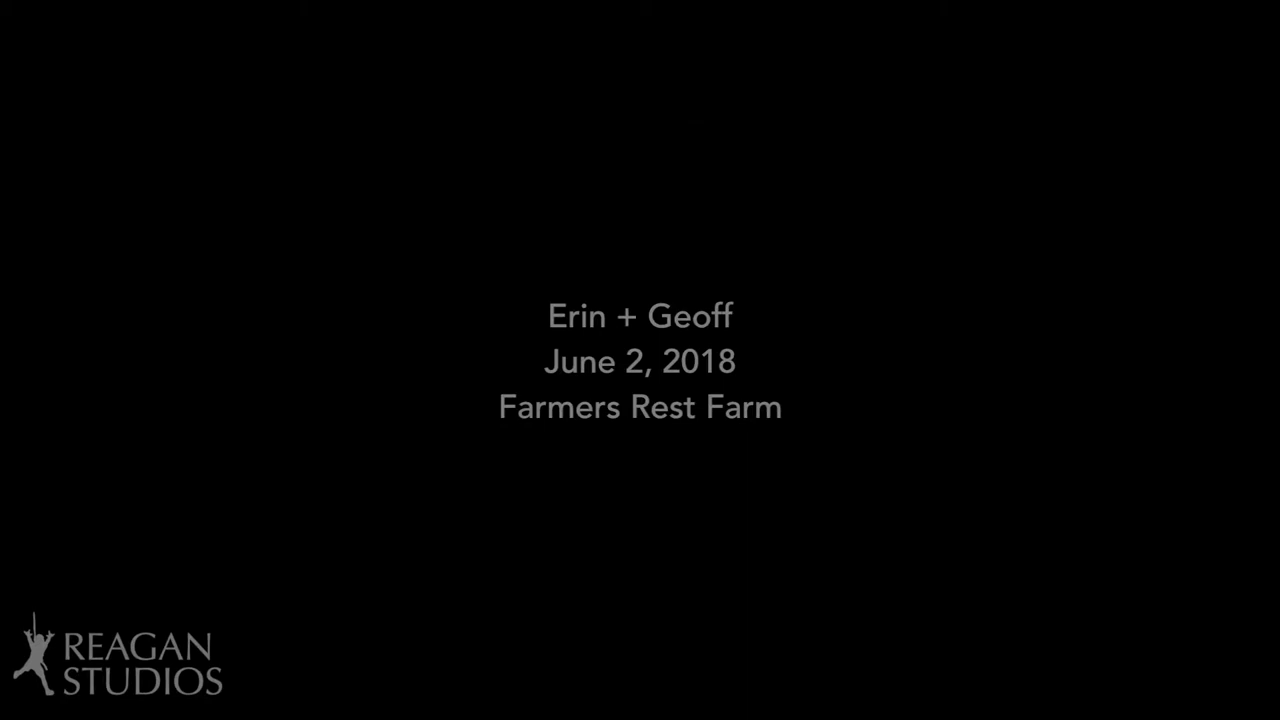 Erin + Geoff
June 2, 2018
Farmers Rest Farm
REAGAN
STUDIOS